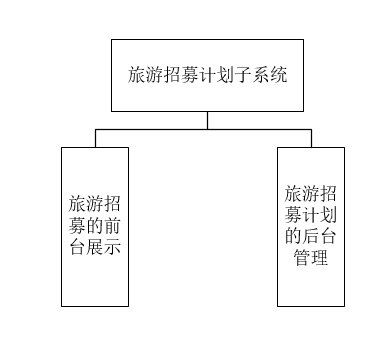 旅游招募计划子系统
旅游招
募的前
台展示
旅游招
募计划
的后台
管理